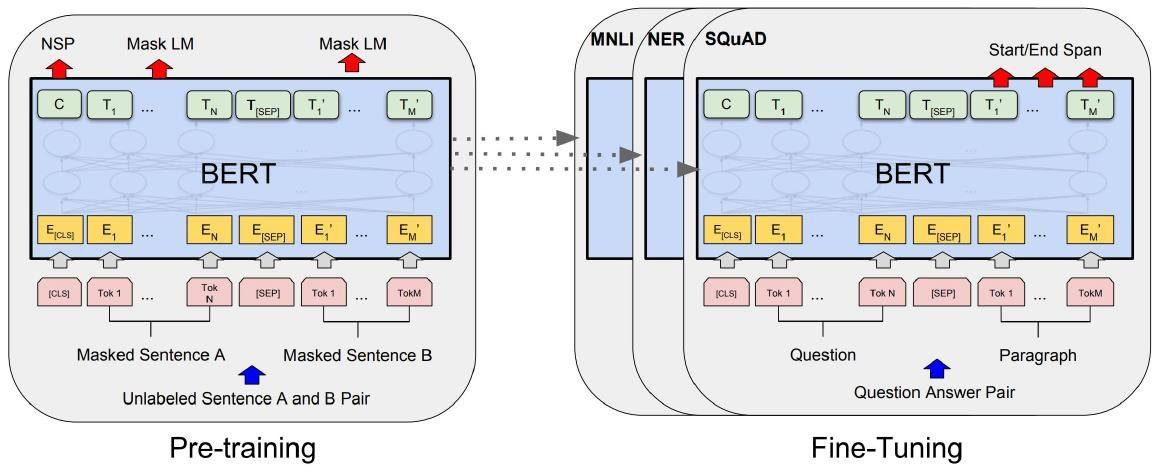 NSP Mask LM Mask LM
C T1 ... TN T[SEP] T1' ... TM'
...
BERT
...
E[CLS] E1 ... EN E[SEP] E1' ... EM'
[CLS] Tok 1 ... Tok N [SEP] Tok 1 ... TokM
Masked Sentence A Masked Sentence B
Unlabeled Sentence A and B Pair
Pre-training
MNLI NER SQuAD
Start/End Span
C T1 ... TN T[SEP] T1' ... TM'
...
BERT
...
E[CLS] E1 ... EN E[SEP] E1' ... EM'
[CLS] Tok 1 ... Tok N [SEP] Tok 1 ... TokM
Question Paragraph
Question Answer Pair
Fine-Tuning